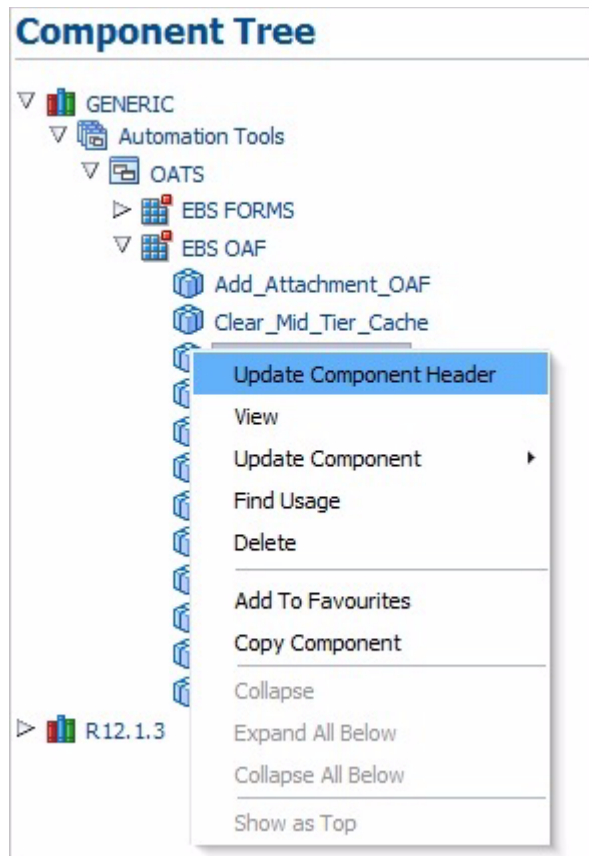 Component Tree
GENERIC
Automation Tools
OATS
EBS FORMS
EBS OAF
Add_Attachment_OAF
Clear_Mid_Tier_Cache
Update Component Header
View
Update Component
Find Usage
Delete
Add To Favourites
Copy Component
Collapse
Expand All Below
Collapse All Below
Show as Top
R12.1.3